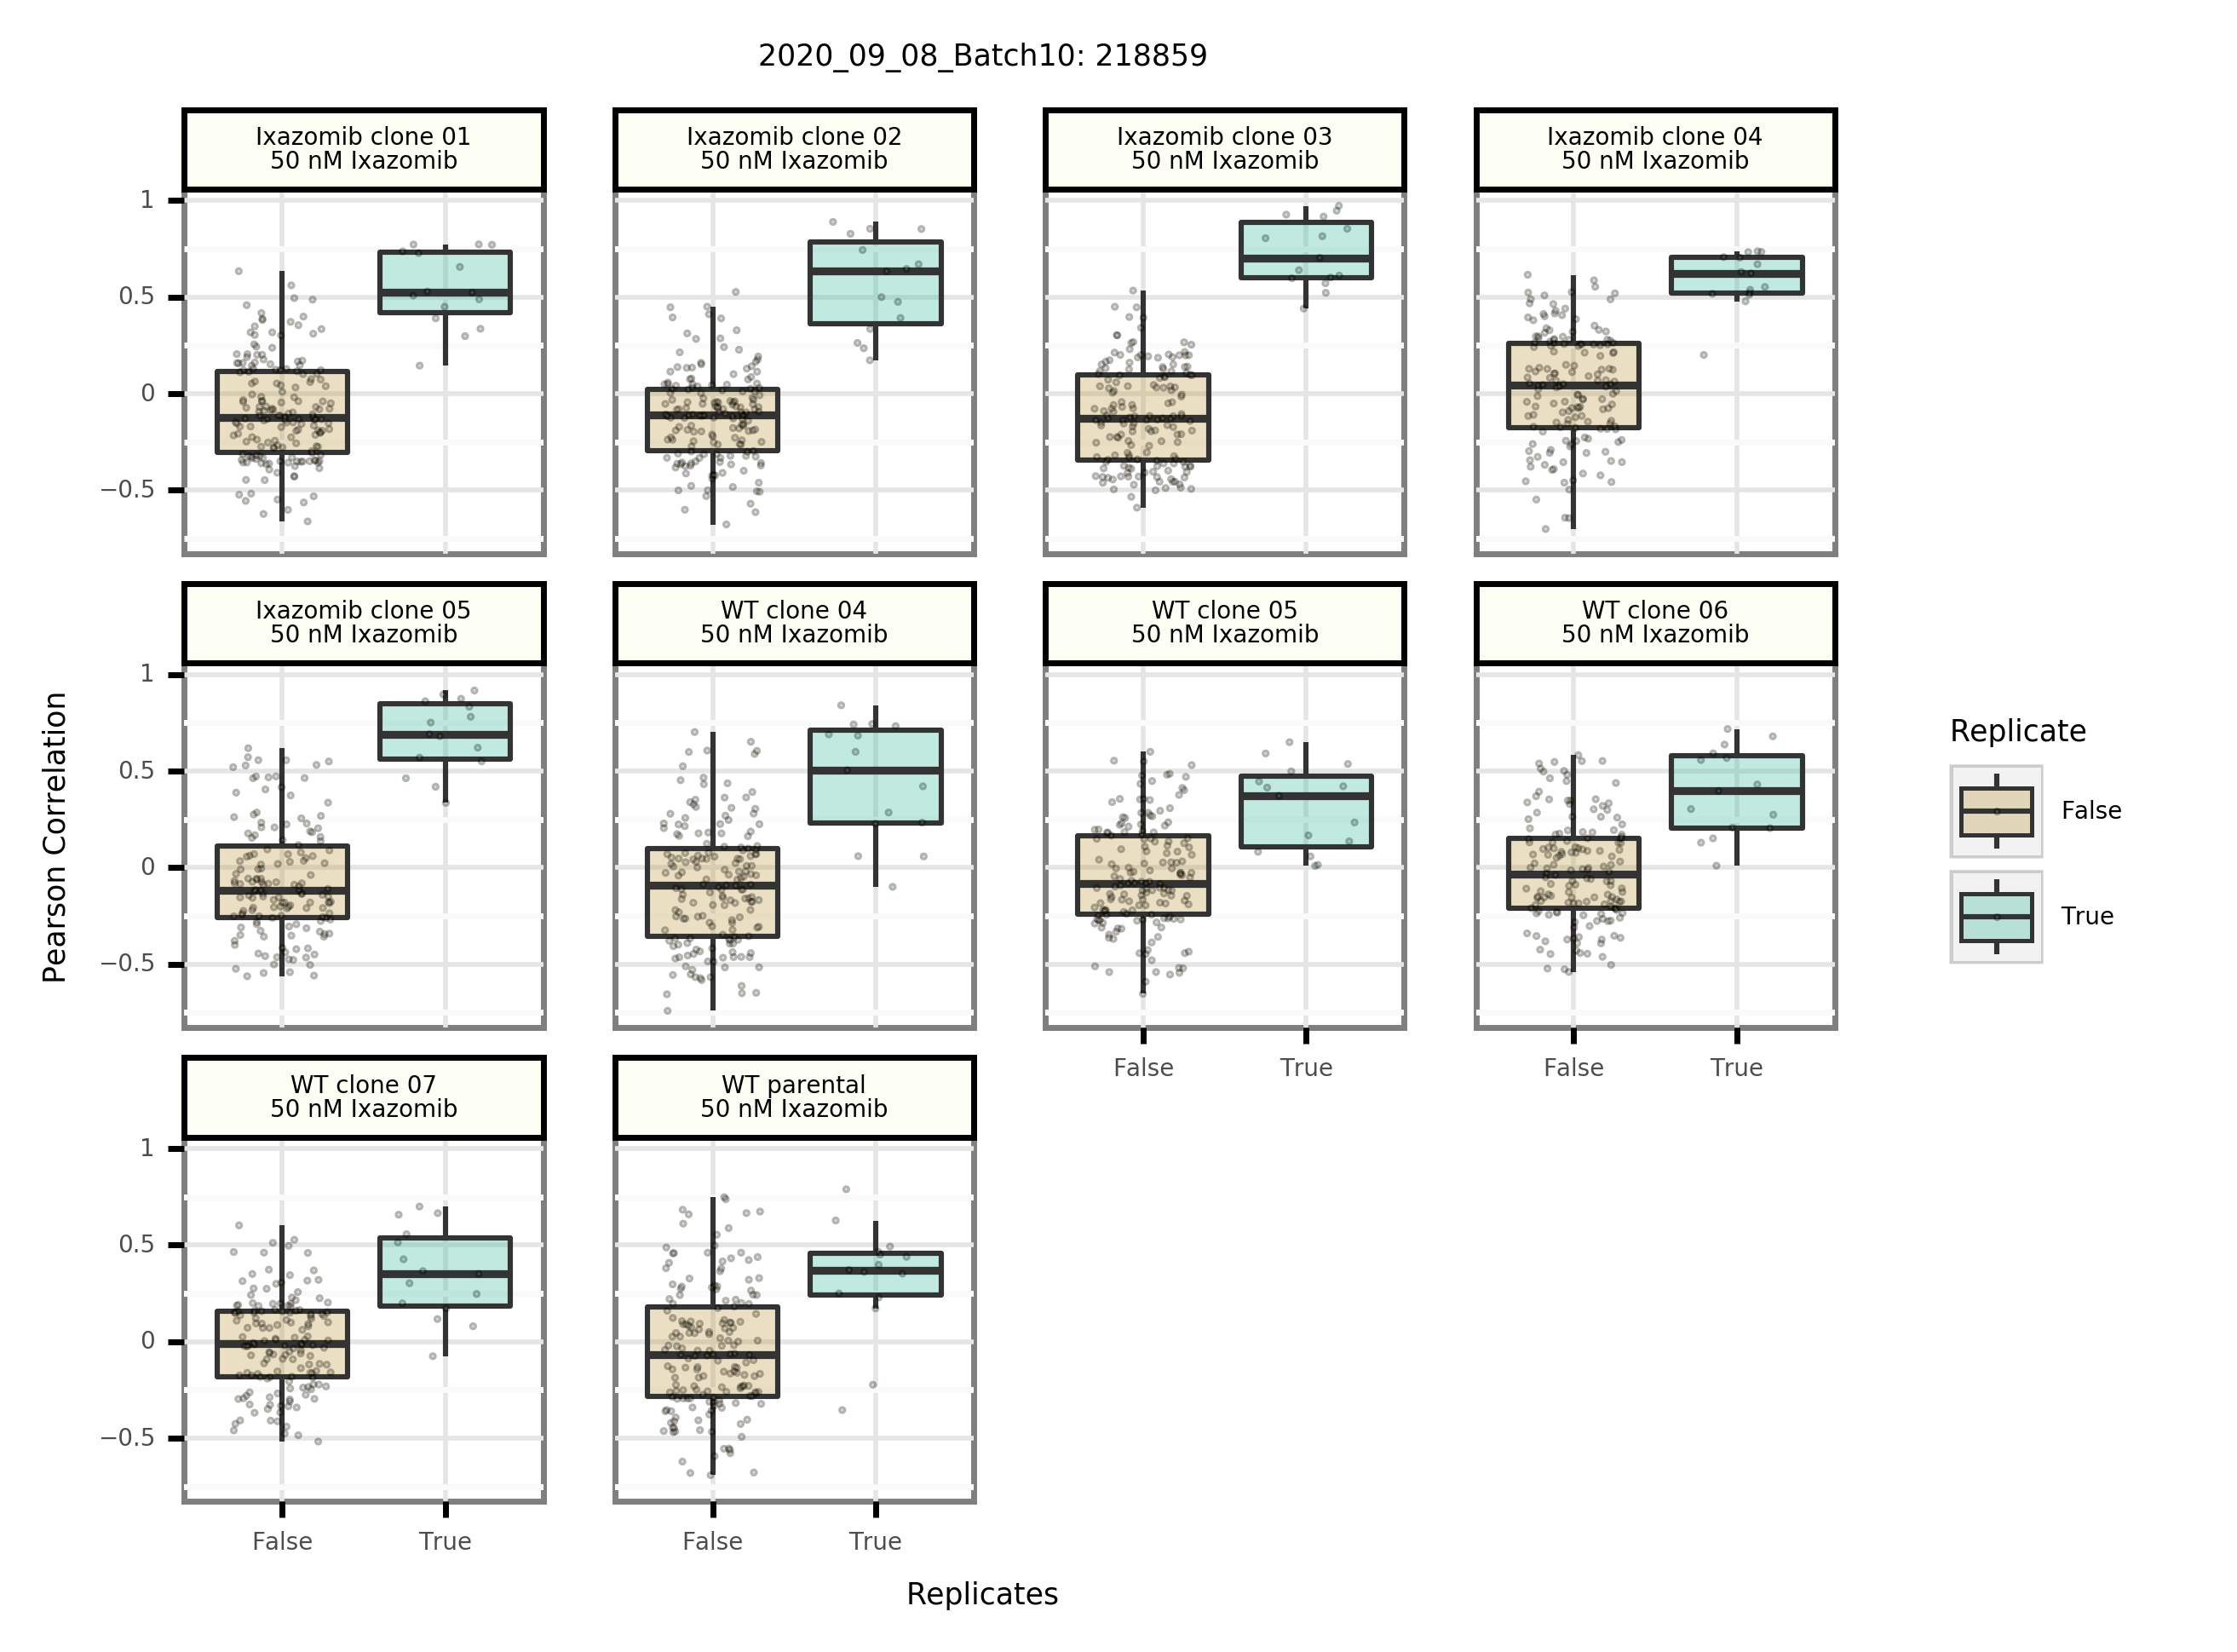 2020_09_08_Batch10: 218859
Ixazomib clone 01
50 nM Ixazomib
Ixazomib clone 02
50 nM Ixazomib
Ixazomib clone 03
50 nM Ixazomib
Ixazomib clone 04
50 nM Ixazomib
1
0.5
0
−0.5
Ixazomib clone 05
50 nM Ixazomib
WT clone 04
50 nM Ixazomib
WT clone 05
50 nM Ixazomib
WT clone 06
50 nM Ixazomib
1
0.5
0
−0.5
Pearson Correlation
False
True
False
True
Replicate
False
True
WT clone 07
50 nM Ixazomib
WT parental
50 nM Ixazomib
1
0.5
0
−0.5
False
True
False
True
Replicates